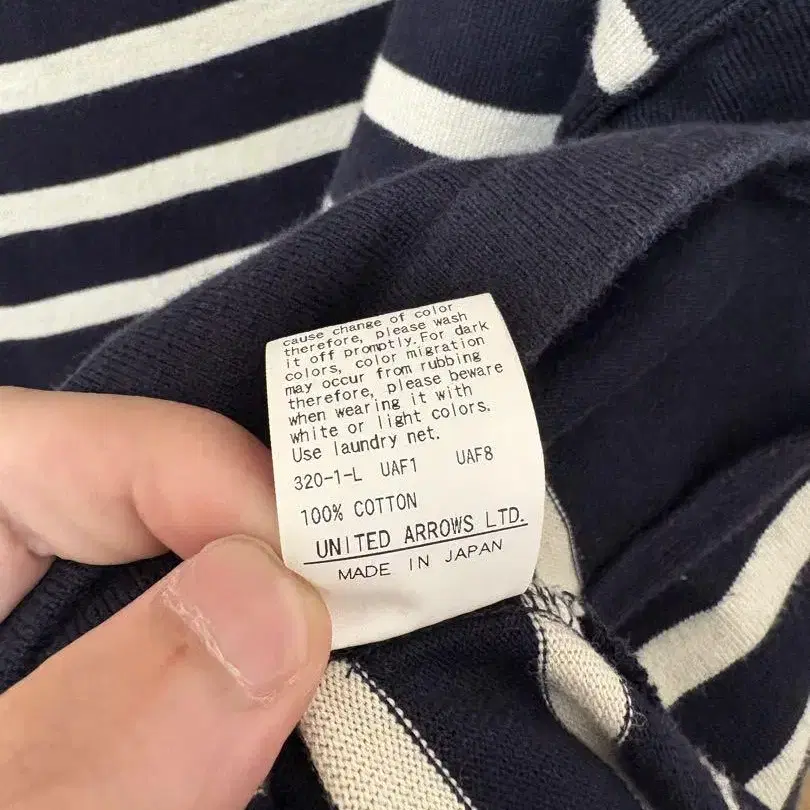 cause change of color
therefore, please wash
it off promptly.For dark
colors, color migration
may occur from rubbing
therefore, please beware
when wearing it with
white or light colors.
Use laundry net.
320-1-L UAF1 UAF8
100% COTTON
UNITED ARROWS LTD.
MADE IN JAPAN